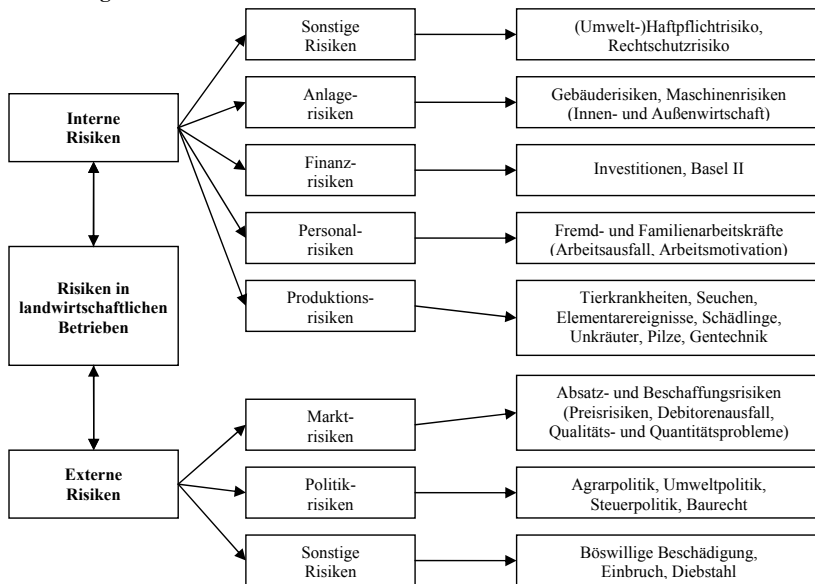 Sonstige
Risiken
(Umwelt-)Haftpflichtrisiko,
Rechtschutzrisiko
Interne
Risiken
Anlage-
risiken
Gebäuderisiken, Maschinenrisiken
(Innen- und Außenwirtschaft)
Finanz-
risiken
Investitionen, Basel II
Personal-
risiken
Fremd- und Familienarbeitskräfte
(Arbeitsausfall, Arbeitsmotivation)
Risiken in
landwirtschaftlichen
Betrieben
Produktions-
risiken
Tierkrankheiten, Seuchen,
Elementarereignisse, Schädlinge,
Unkräuter, Pilze, Gentechnik
Markt-
risiken
Absatz- und Beschaffungsrisiken
(Preisrisiken, Debitorenausfall,
Qualitäts- und Quantitätsprobleme)
Externe
Risiken
Politik-
risiken
Agrarpolitik, Umweltpolitik,
Steuerpolitik, Baurecht
Sonstige
Risiken
Böswillige Beschädigung,
Einbruch, Diebstahl